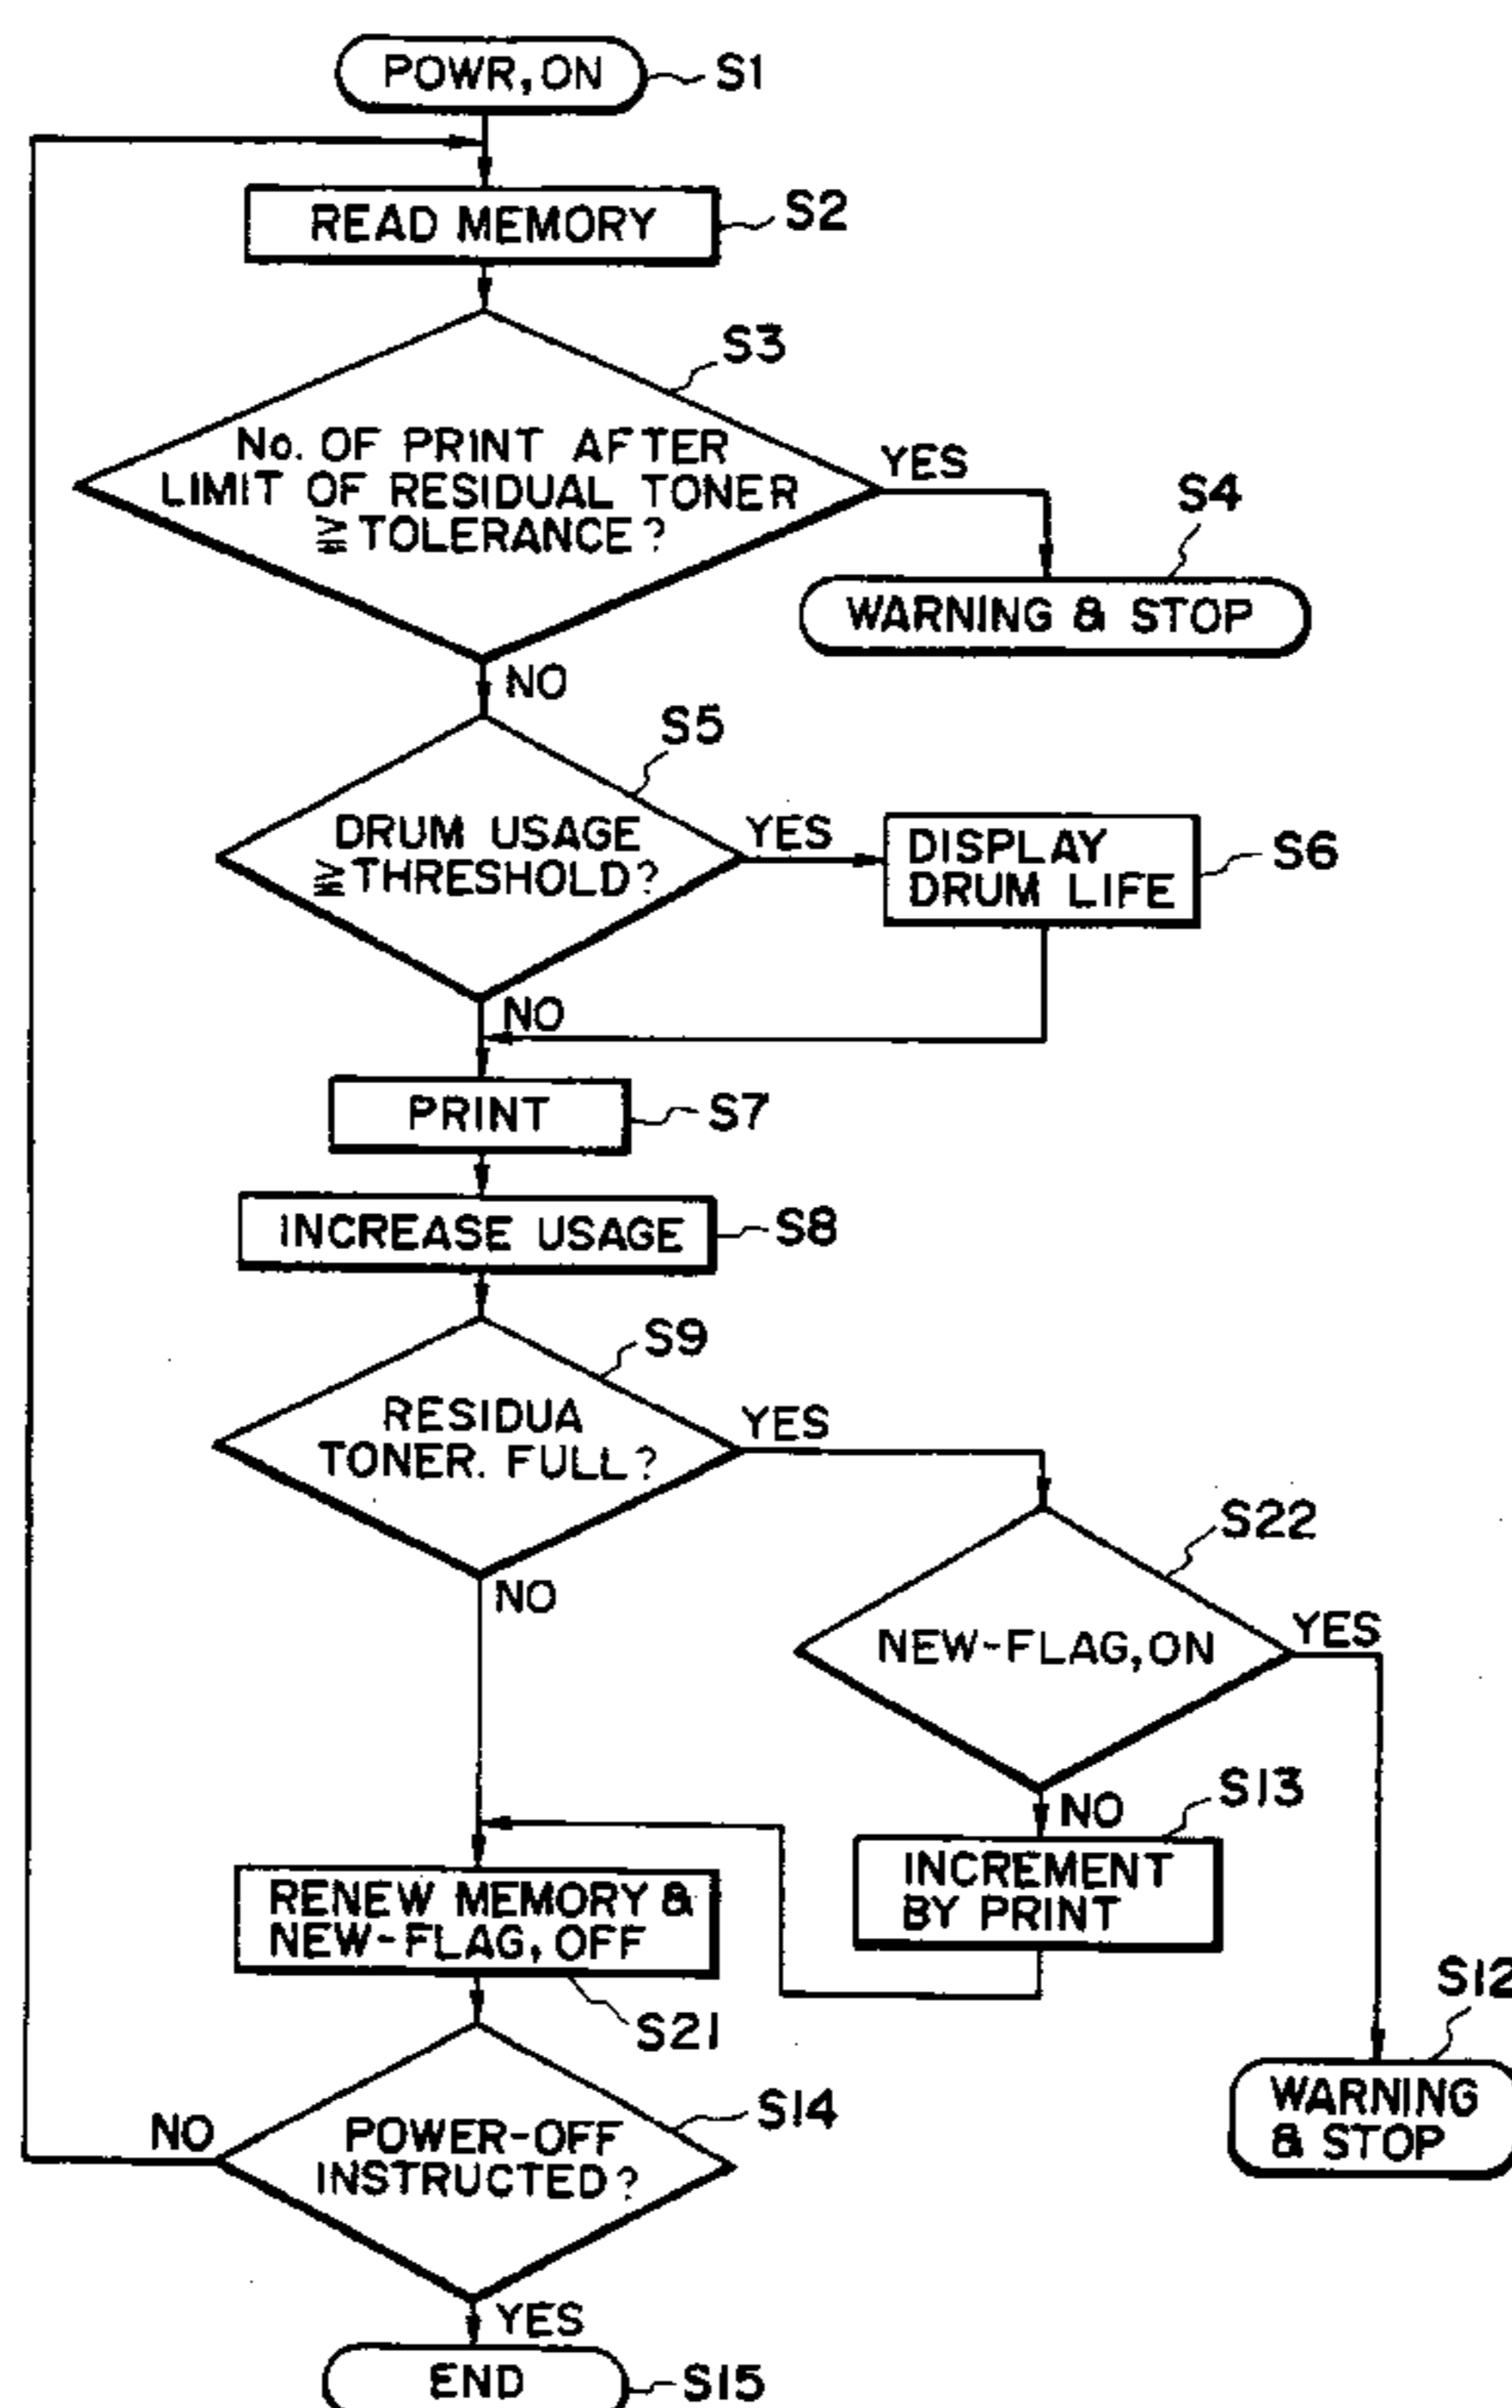 POWR, ON
S1
READ MEMORY
S2
S3
No. OF PRINT AFTER
LIMIT OF RESIDUAL TONER
≧ TOLERANCE?
YES
S4
WARNING & STOP
NO
S5
DRUM USAGE
≧ THRESHOLD?
YES
DISPLAY
DRUM LIFE
S6
NO
PRINT
S7
INCREASE USAGE
S8
S9
RESIDUA
TONER. FULL?
YES
NO
S22
NEW-FLAG, ON
YES
NO
S13
INCREMENT
BY PRINT
RENEW MEMORY &
NEW-FLAG, OFF
S21
S12
WARNING
& STOP
S14
POWER-OFF
INSTRUCTED?
NO
YES
END
S15